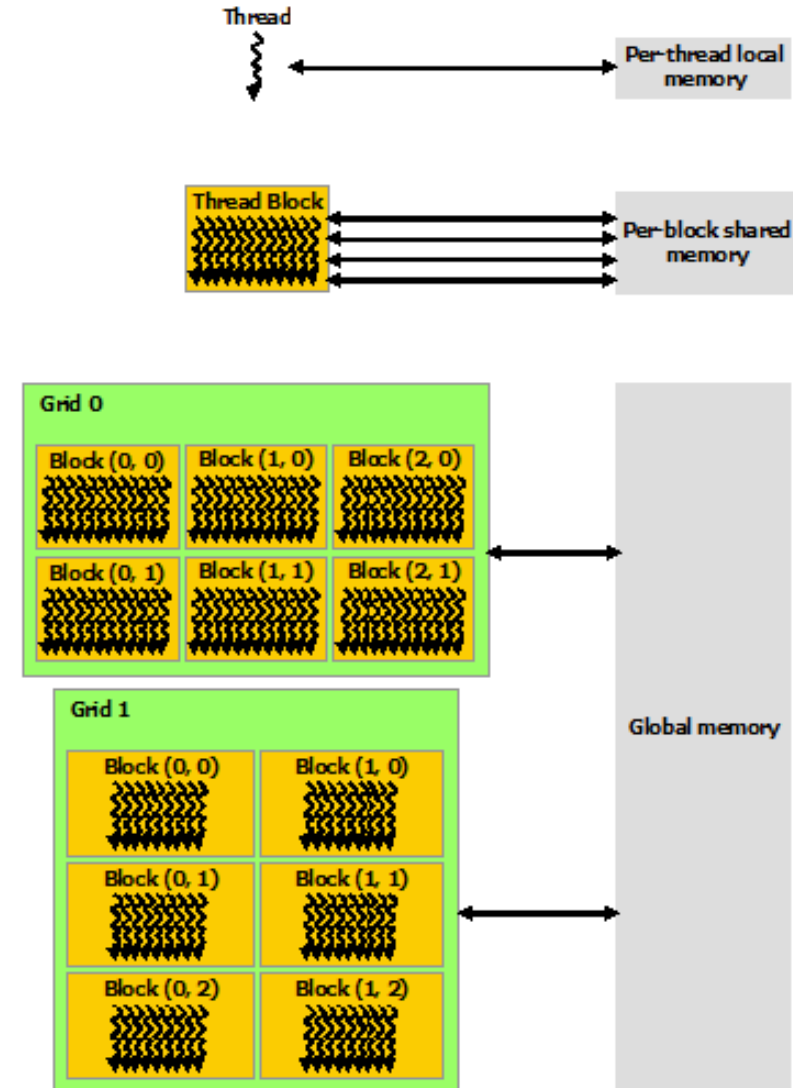 Thread
Per-thread local
memory
Thread Block
Per-block shared
memory
Grid 0
Block (0, 0)
Block (1, 0)
Block (2, 0)
Block (0, 1)
Block (1, 1)
Block (2, 1)
Grid 1
Block (0, 0)
Block (1, 0)
Block (0, 1)
Block (1, 1)
Block (0, 2)
Block (1, 2)
Global memory